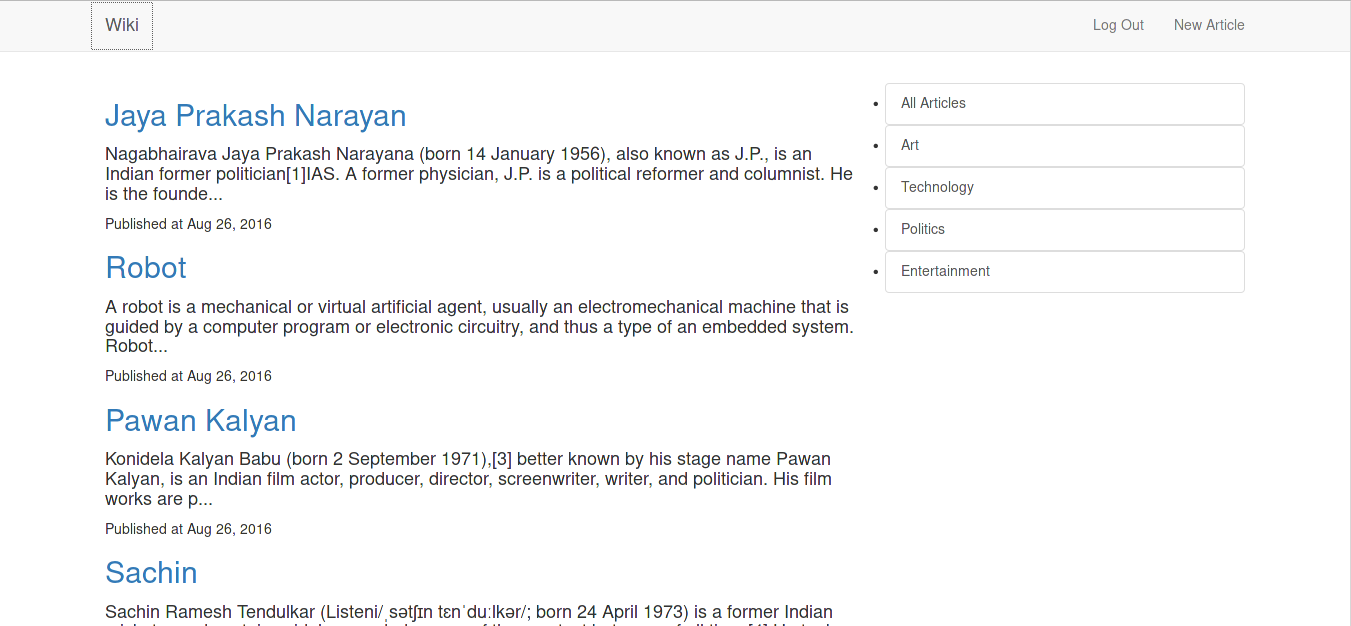 Wiki
Log Out
New Article
Jaya Prakash Narayan
Nagabhairava Jaya Prakash Narayana (born 14 January 1956), also known as J.P., is an
Indian former politician[1]IAS. A former physician, J.P. is a political reformer and columnist. He
is the founde...
Published at Aug 26, 2016
Robot
A robot is a mechanical or virtual artificial agent, usually an electromechanical machine that is
guided by a computer program or electronic circuitry, and thus a type of an embedded system.
Robot...
Published at Aug 26, 2016
Pawan Kalyan
Konidela Kalyan Babu (born 2 September 1971),[3] better known by his stage name Pawan
Kalyan, is an Indian film actor, producer, director, screenwriter, writer, and politician. His film
works are p...
Published at Aug 26, 2016
Sachin
Sachin Ramesh Tendulkar (Listeni/ˌsətʃɪn tɛnˈduːlkər/; born 24 April 1973) is a former Indian
All Articles
Art
Technology
Politics
Entertainment